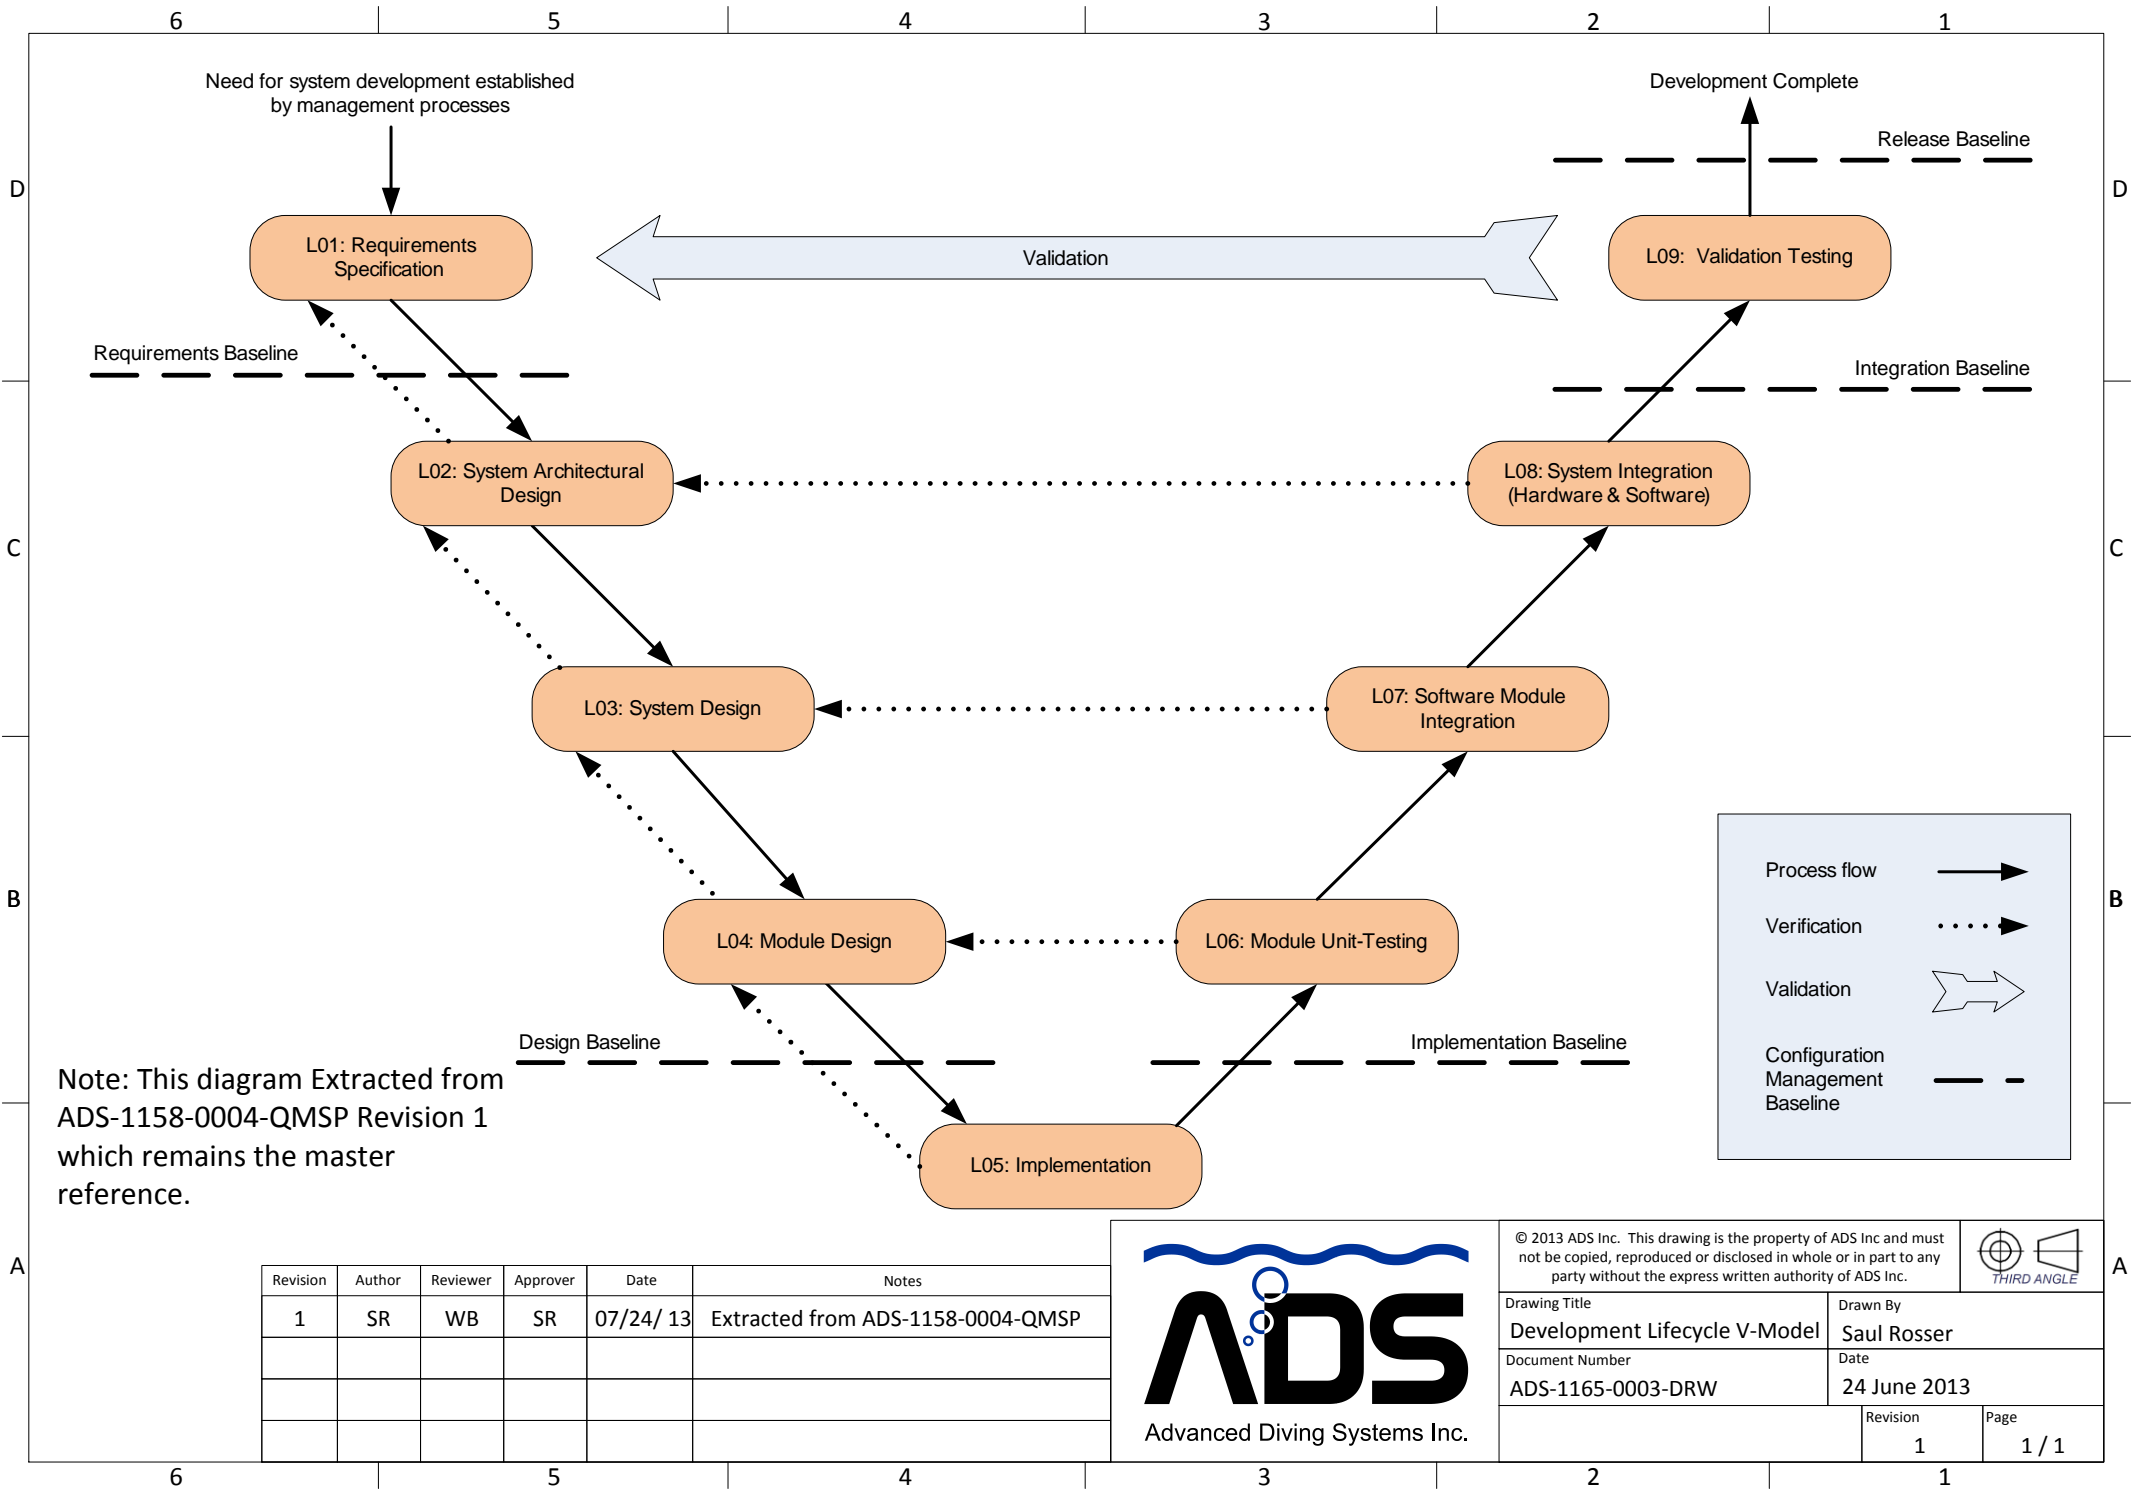 6 5 4 3 2 1
Need for system development established
by management processes
Development Complete
Release Baseline
D D
L01: Requirements
Specification
Validation
L09: Validation Testing
Requirements Baseline
Integration Baseline
L02: System Architectural
Design
L08: System Integration
(Hardware & Software)
C C
L03: System Design
L07: Software Module
Integration
Process flow
Verification
Validation
Configuration
Management
Baseline
B B
L04: Module Design
L06: Module Unit-Testing
Design Baseline
Implementation Baseline
Note: This diagram Extracted from
ADS-1158-0004-QMSP Revision 1
which remains the master
reference.
L05: Implementation
A A
Revision Author Reviewer Approver Date Notes
1 SR WB SR 07/24/ 13 Extracted from ADS-1158-0004-QMSP
ADS
Advanced Diving Systems Inc.
© 2013 ADS Inc. This drawing is the property of ADS Inc and must
not be copied, reproduced or disclosed in whole or in part to any
party without the express written authority of ADS Inc.
THIRD ANGLE
Drawing Title
Development Lifecycle V-Model
Drawn By
Saul Rosser
Document Number
ADS-1165-0003-DRW
Date
24 June 2013
Revision
1
Page
1 / 1
6 5 4 3 2 1